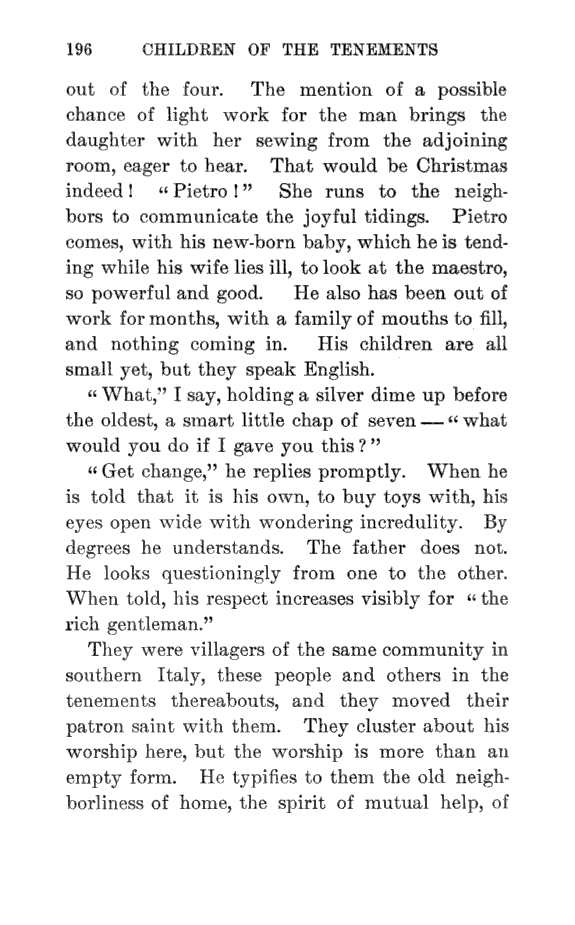 196 CHILDREN OF THE TENEMENTS
out of the four. The mention of a possible
chance of light work for the man brings the
daughter with her sewing from the adjoining
room, eager to hear. That would be Christmas
indeed! "Pietro!" She runs to the neigh-
bors to communicate the joyful tidings. Pietro
comes, with his new-born baby, which he is tend-
ing while his wife lies ill, to look at the maestro,
so powerful and good. He also has been out of
work for months, with a family of mouths to fill,
and nothing coming in. His children are all
small yet, but they speak English.
"What," I say, holding a silver dime up before
the oldest, a smart little chap of seven — "what
would you do if I gave you this?"
"Get change," he replies promptly. When he
is told that it is his own, to buy toys with, his
eyes open wide with wondering incredulity. By
degrees he understands. The father does not.
He looks questioningly from one to the other.
When told, his respect increases visibly for "the
rich gentleman."
They were villagers of the same community in
southern Italy, these people and others in the
tenements thereabouts, and they moved their
patron saint with them. They cluster about his
worship here, but the worship is more than an
empty form. He typifies to them the old neigh-
borliness of home, the spirit of mutual help, of